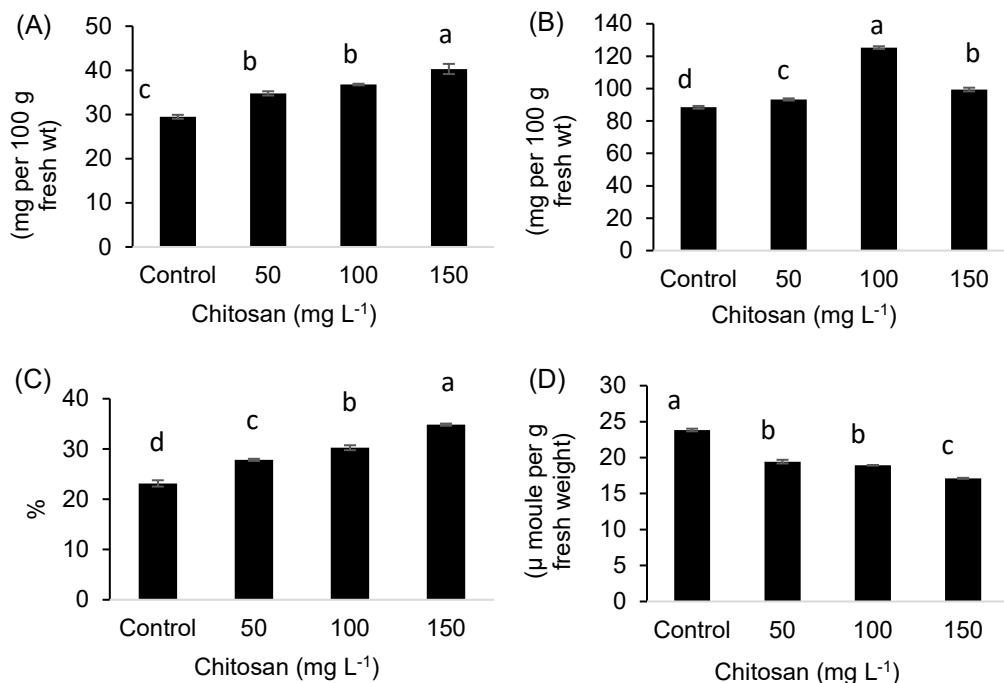 (A)
(mg per 100 g
fresh wt)
50
40
30
20
10
0
c
b
b
a
Control 50 100 150
Chitosan (mg L⁻¹)
(B)
(mg per 100 g
fresh wt)
140
120
100
80
60
40
20
0
d
c
a
b
Control 50 100 150
Chitosan (mg L⁻¹)
(C)
%
40
30
20
10
0
d
c
b
a
Control 50 100 150
Chitosan (mg L⁻¹)
(D)
(µ moule per g
fresh weight)
30
25
20
15
10
5
0
a
b
b
c
Control 50 100 150
Chitosan (mg L⁻¹)